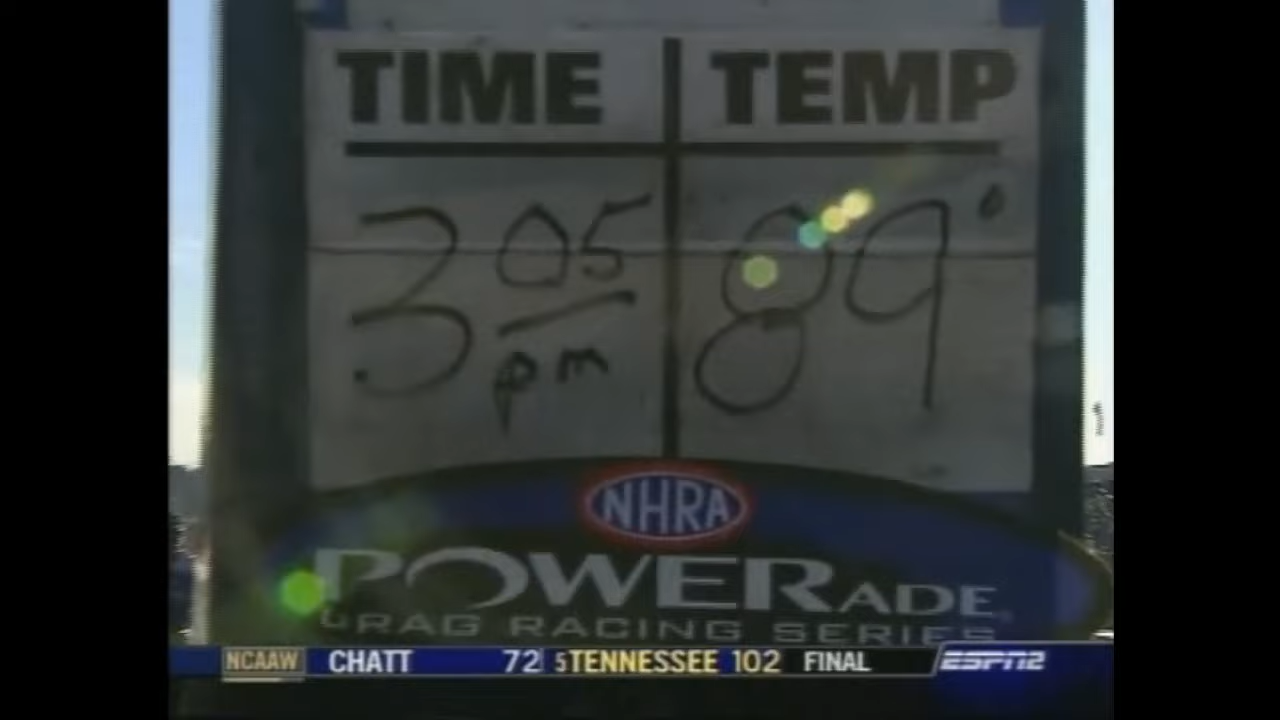 TIME TEMP
3 05 pm 89°
NHRA
POWERADE
DRAG RACING SERIES
NCAAW CHATT 72 5 TENNESSEE 102 FINAL ESPN2